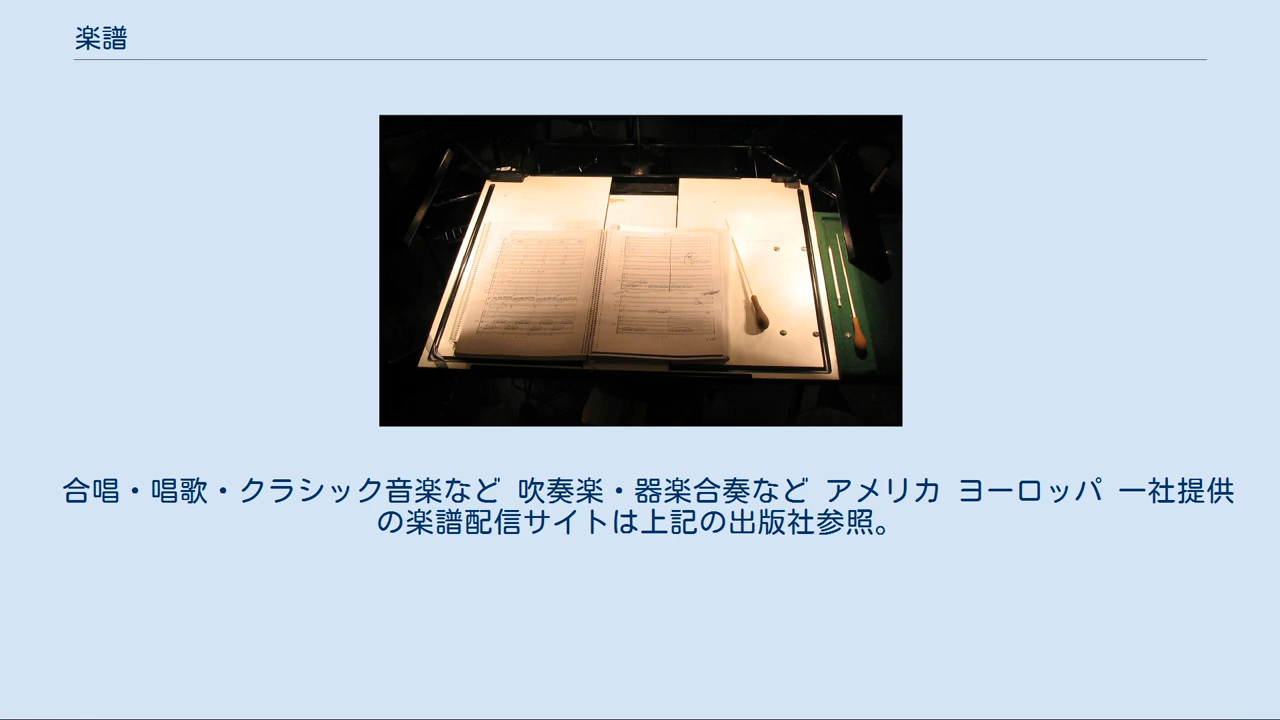 楽譜
合唱・唱歌・クラシック音楽など 吹奏楽・器楽合奏など アメリカ ヨーロッパ 一社提供
の楽譜配信サイトは上記の出版社参照。